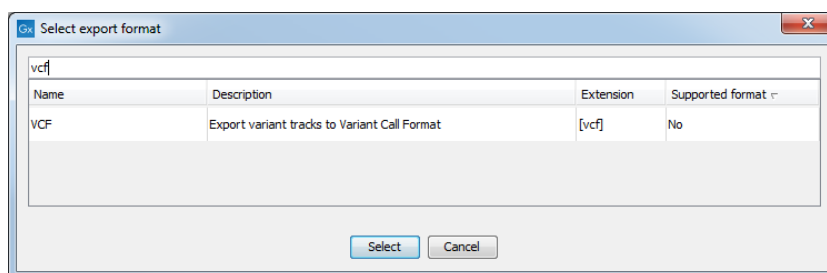 Gx Select export format
vcf
Name Description Extension Supported format
VCF Export variant tracks to Variant Call Format [vcf] No
Select Cancel